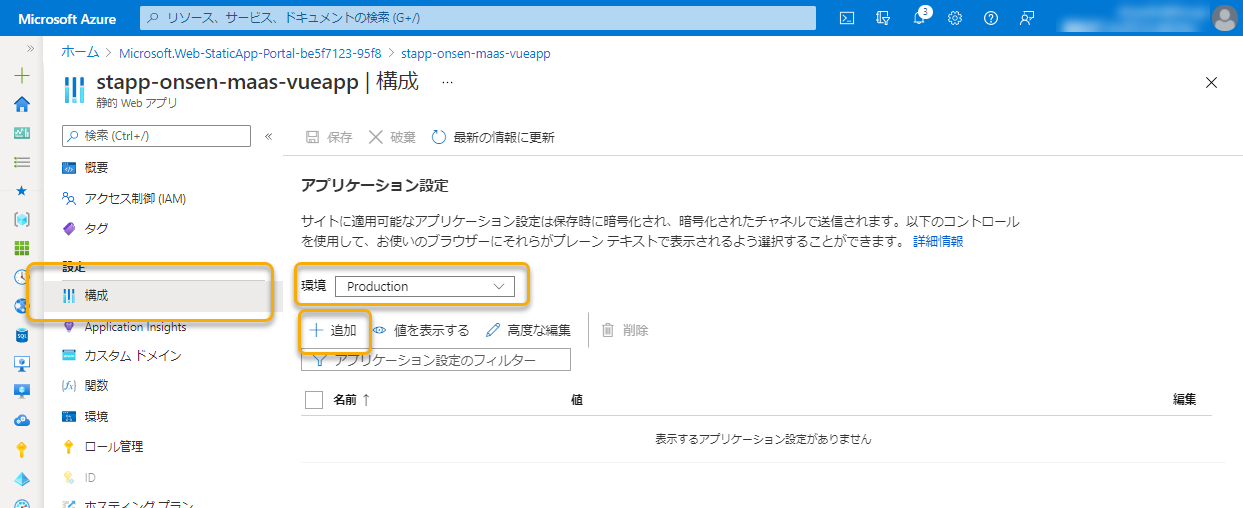 Microsoft Azure
リソース、サービス、ドキュメントの検索 (G+/)
3
ホーム > Microsoft.Web-StaticApp-Portal-be5f7123-95f8 > stapp-onsen-maas-vueapp
stapp-onsen-maas-vueapp | 構成 ...
静的 Web アプリ
検索 (Ctrl+/)
概要
アクセス制御 (IAM)
タグ
設定
構成
Application Insights
カスタム ドメイン
関数
環境
ロール管理
ID
ホスティング プラン
保存
破棄
最新の情報に更新
アプリケーション設定
サイトに適用可能なアプリケーション設定は保存時に暗号化され、暗号化されたチャネルで送信されます。以下のコントロール
を使用して、お使いのブラウザーにそれらがプレーン テキストで表示されるよう選択することができます。 詳細情報
環境 Production
追加 値を表示する 高度な編集 削除
アプリケーション設定のフィルター
名前 ↑ 値 編集
表示するアプリケーション設定がありません